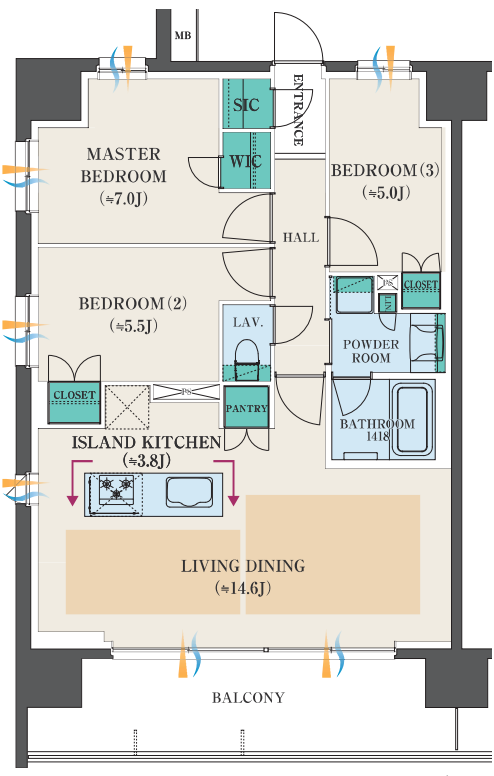 MB
ENTRANCE
SIC
WIC
MASTER
BEDROOM
(≒7.0J)
BEDROOM(3)
(≒5.0J)
HALL
BEDROOM(2)
(≒5.5J)
LAV.
PS
LIN
CLOSET
POWDER
ROOM
CLOSET
PS
PANTRY
BATHROOM
1418
ISLAND KITCHEN
(≒3.8J)
LIVING DINING
(≒14.6J)
BALCONY